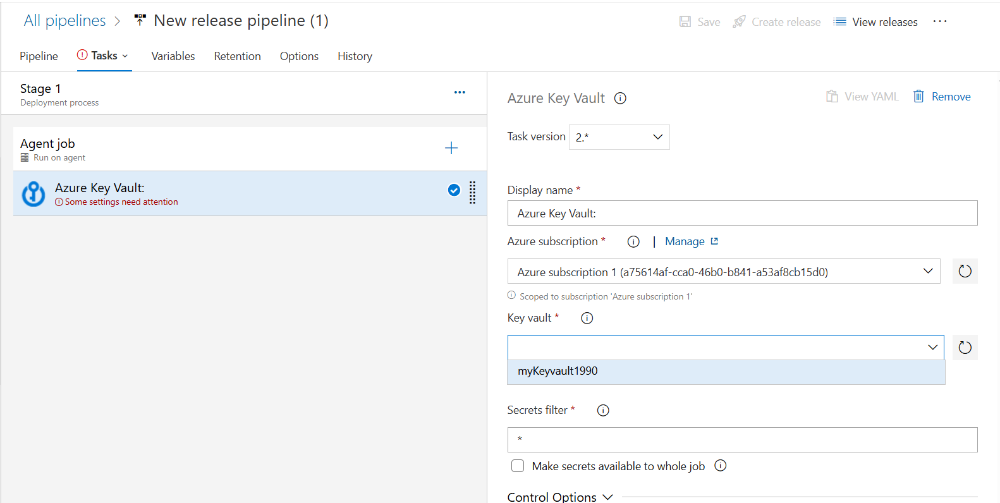 All pipelines > New release pipeline (1)
Save Create release View releases ...
Pipeline Tasks Variables Retention Options History
Stage 1
Deployment process
Agent job
Run on agent
Azure Key Vault:
Some settings need attention
Azure Key Vault
View YAML Remove
Task version 2.*
Display name *
Azure Key Vault:
Azure subscription * | Manage
Azure subscription 1 (a75614af-cca0-46b0-b841-a53af8cb15d0)
Scoped to subscription 'Azure subscription 1'
Key vault *
myKeyvault1990
Secrets filter *
*
Make secrets available to whole job
Control Options